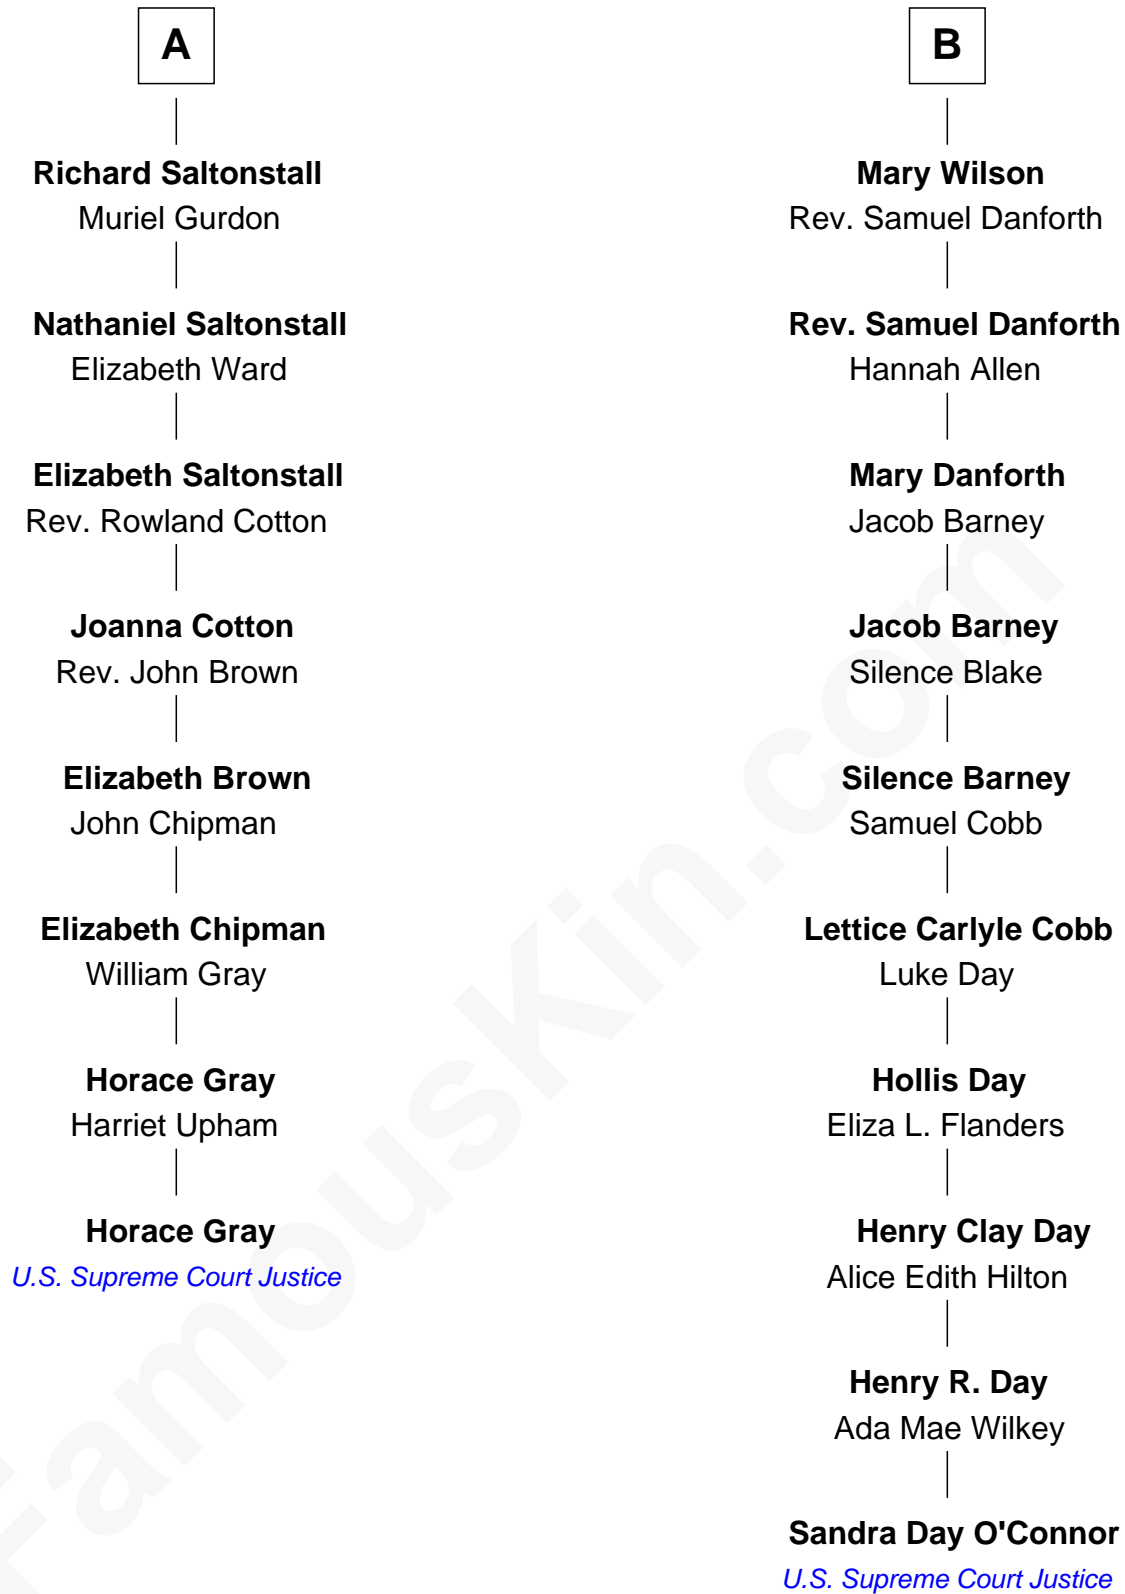 A
Richard Saltonstall
Muriel Gurdon
Nathaniel Saltonstall
Elizabeth Ward
Elizabeth Saltonstall
Rev. Rowland Cotton
Joanna Cotton
Rev. John Brown
Elizabeth Brown
John Chipman
Elizabeth Chipman
William Gray
Horace Gray
Harriet Upham
Horace Gray
U.S. Supreme Court Justice
B
Mary Wilson
Rev. Samuel Danforth
Rev. Samuel Danforth
Hannah Allen
Mary Danforth
Jacob Barney
Jacob Barney
Silence Blake
Silence Barney
Samuel Cobb
Lettice Carlyle Cobb
Luke Day
Hollis Day
Eliza L. Flanders
Henry Clay Day
Alice Edith Hilton
Henry R. Day
Ada Mae Wilkey
Sandra Day O'Connor
U.S. Supreme Court Justice
FamousKin.com